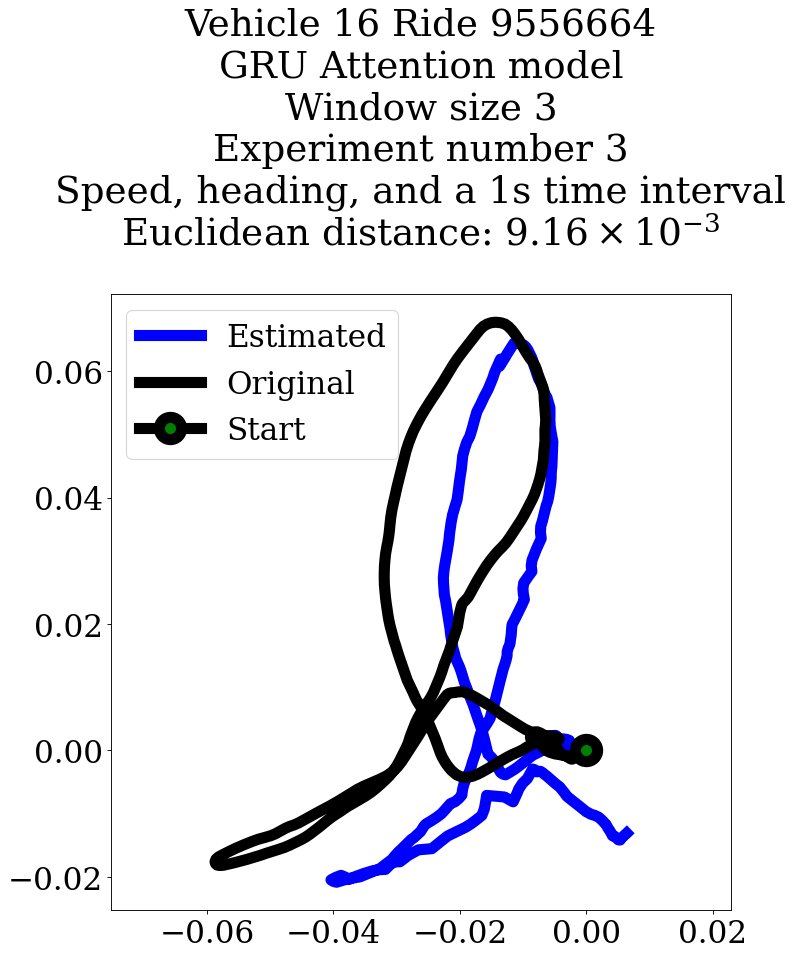 Vehicle 16 Ride 9556664
GRU Attention model
Window size 3
Experiment number 3
Speed, heading, and a 1s time interval
Euclidean distance: 9.16 × 10⁻³
Estimated
Original
Start
0.06
0.04
0.02
0.00
−0.02
−0.06 −0.04 −0.02 0.00 0.02